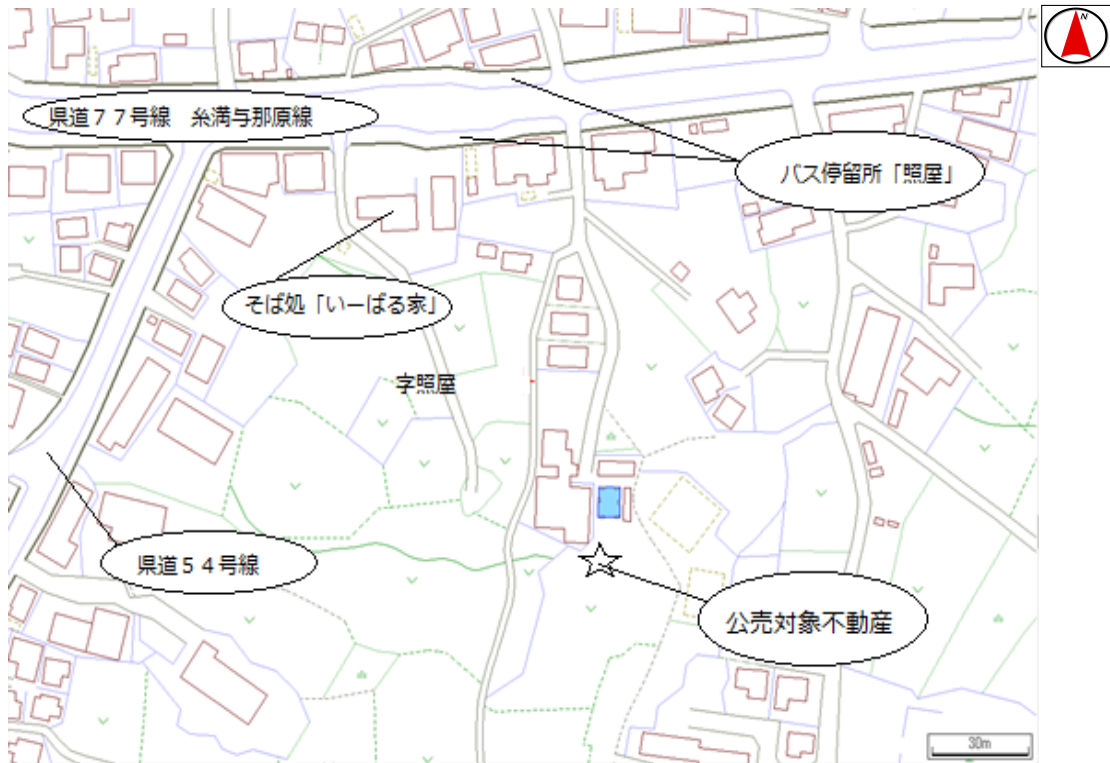 N
県道７７号線　糸満与那原線
バス停留所「照屋」
そば処「いーばる家」
字照屋
県道５４号線
公売対象不動産
30m